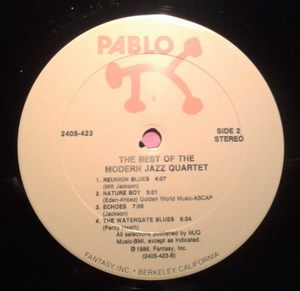 PABLO
2405-423
SIDE 2
STEREO
THE BEST OF THE
MODERN JAZZ QUARTET
1. REUNION BLUES 4:07
(Milt Jackson)
2. NATURE BOY 5:01
(Eden-Ahbez) Golden World Music-ASCAP
3. ECHOES 7:06
(Jackson)
4. THE WATERGATE BLUES 5:04
(Percy Heath)
All selections published by MJQ
Music-BMI, except as indicated.
℗1988, Fantasy, Inc.
(2405-423-B)
FANTASY INC. • BERKELEY CALIFORNIA